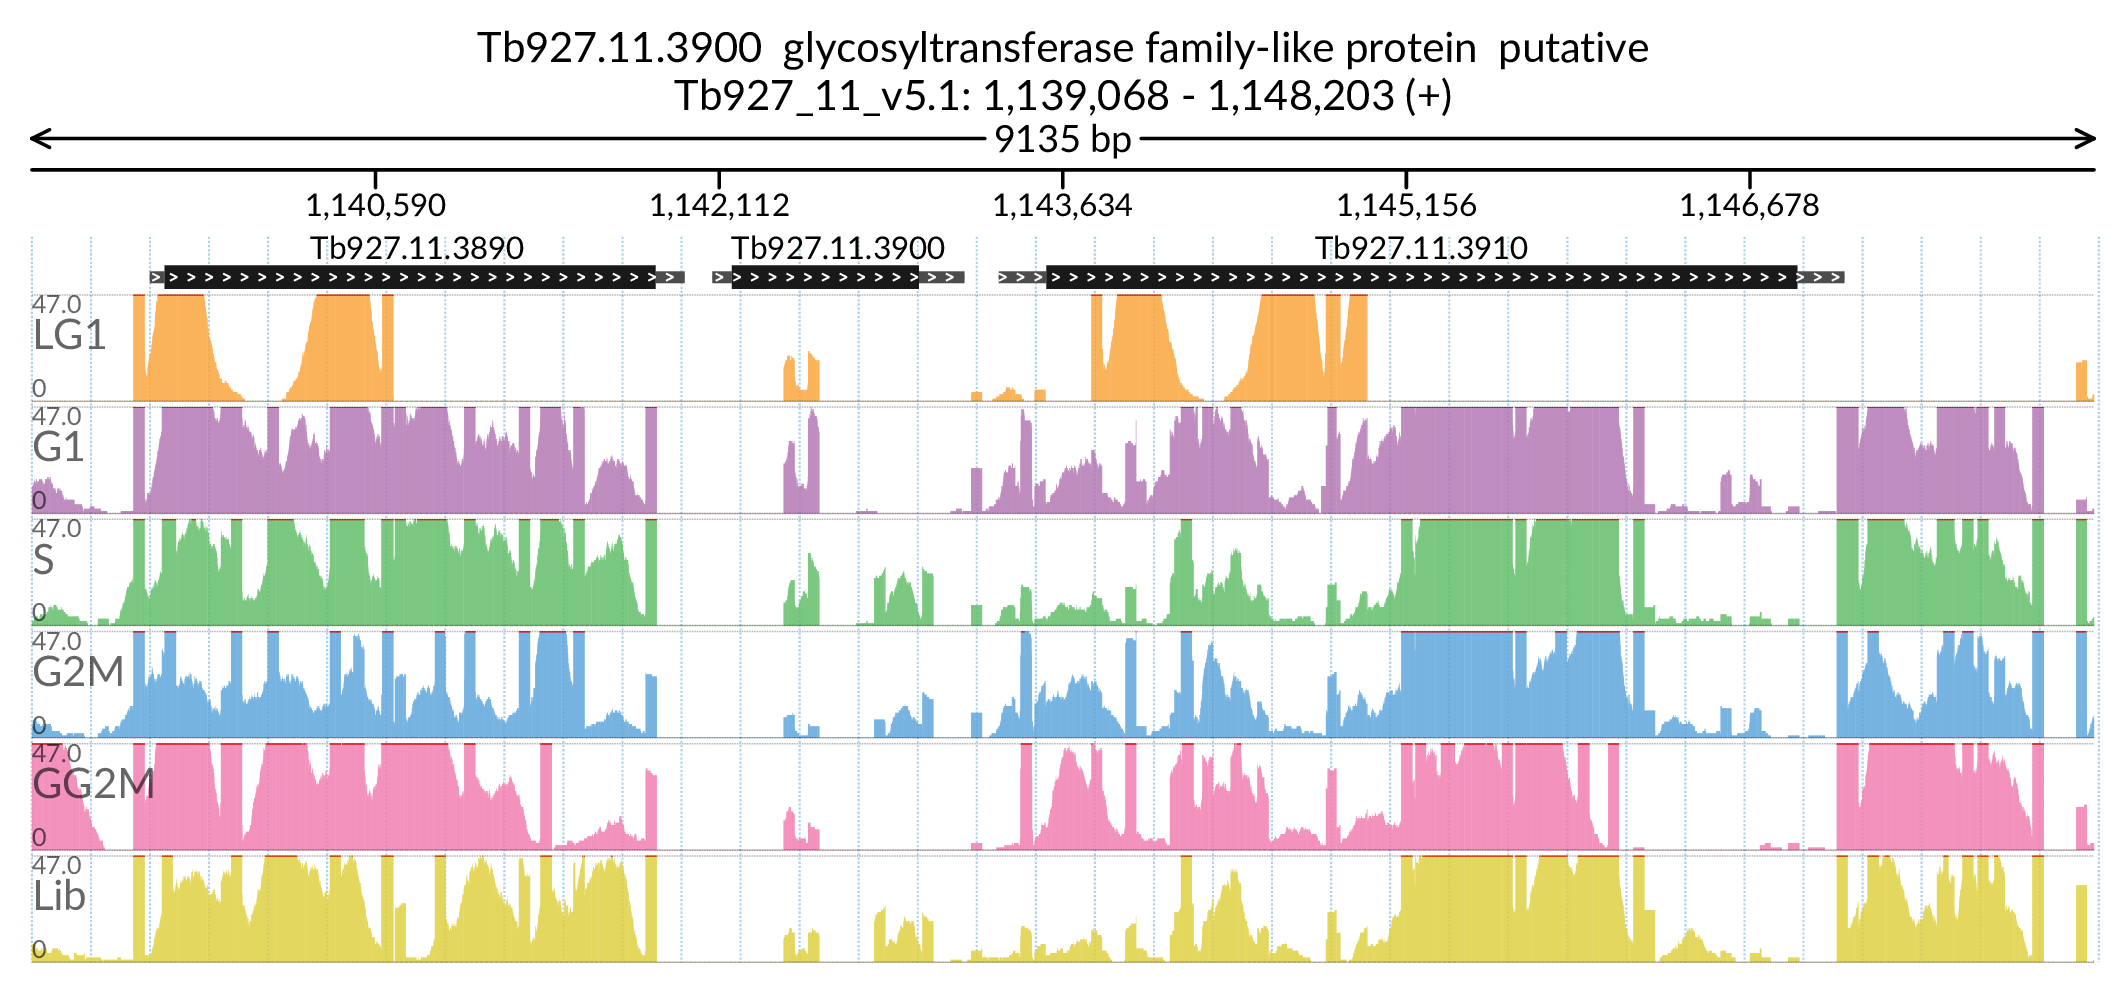 Tb927.11.3900  glycosyltransferase family-like protein  putative
Tb927_11_v5.1: 1,139,068 - 1,148,203 (+)
9135 bp
1,140,590 1,142,112 1,143,634 1,145,156 1,146,678
Tb927.11.3890 Tb927.11.3900 Tb927.11.3910
47.0
LG1
0
47.0
G1
0
47.0
S
0
47.0
G2M
0
47.0
GG2M
0
47.0
Lib
0